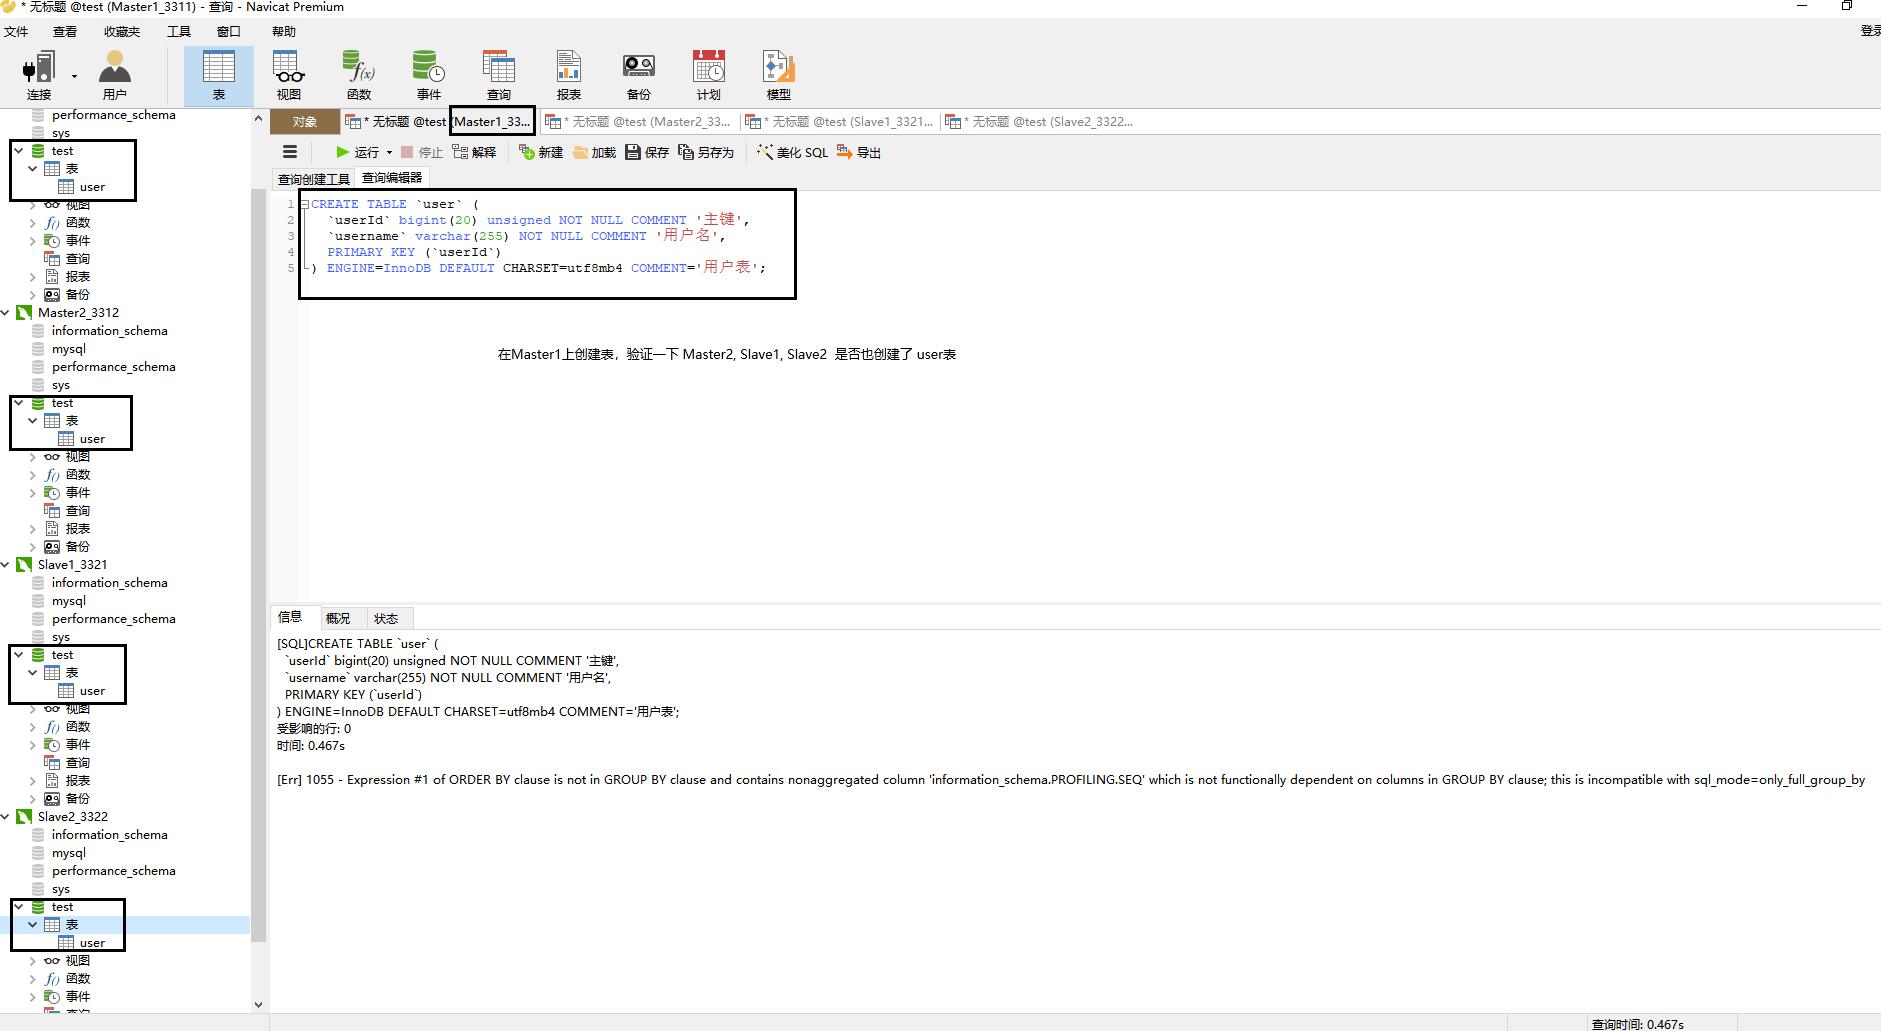 * 无标题 @test (Master1_3311) - 查询 - Navicat Premium
文件 查看 收藏夹 工具 窗口 帮助 登录
连接 用户 表 视图 函数 事件 查询 报表 备份 计划 模型
对象 * 无标题 @test (Master1_33... * 无标题 @test (Master2_33... * 无标题 @test (Slave1_3321... * 无标题 @test (Slave2_3322...
运行 停止 解释 新建 加载 保存 另存为 美化 SQL 导出
查询创建工具 查询编辑器
performance_schema
sys
test
表
user
视图
函数
事件
查询
报表
备份
Master2_3312
information_schema
mysql
performance_schema
sys
test
表
user
视图
函数
事件
查询
报表
备份
Slave1_3321
information_schema
mysql
performance_schema
sys
test
表
user
视图
函数
事件
查询
报表
备份
Slave2_3322
information_schema
mysql
performance_schema
sys
test
表
user
视图
函数
事件
1 CREATE TABLE `user` (
2 `userId` bigint(20) unsigned NOT NULL COMMENT '主键',
3 `username` varchar(255) NOT NULL COMMENT '用户名',
4 PRIMARY KEY (`userId`)
5 ) ENGINE=InnoDB DEFAULT CHARSET=utf8mb4 COMMENT='用户表';
在Master1上创建表，验证一下 Master2, Slave1, Slave2 是否也创建了 user表
信息 概况 状态
[SQL]CREATE TABLE `user` (
`userId` bigint(20) unsigned NOT NULL COMMENT '主键',
`username` varchar(255) NOT NULL COMMENT '用户名',
PRIMARY KEY (`userId`)
) ENGINE=InnoDB DEFAULT CHARSET=utf8mb4 COMMENT='用户表';
受影响的行: 0
时间: 0.467s
[Err] 1055 - Expression #1 of ORDER BY clause is not in GROUP BY clause and contains nonaggregated column 'information_schema.PROFILING.SEQ' which is not functionally dependent on columns in GROUP BY clause; this is incompatible with sql_mode=only_full_group_by
查询时间: 0.467s